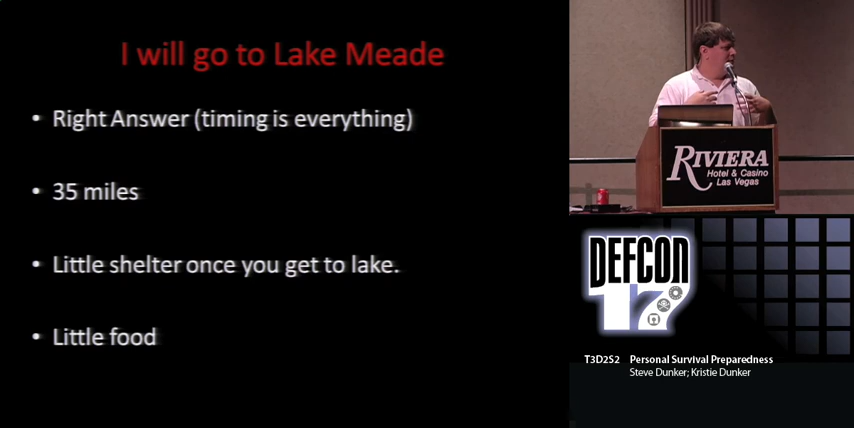 I will go to Lake Meade
• Right Answer (timing is everything)
• 35 miles
• Little shelter once you get to lake.
• Little food
RIVIERA
Hotel & Casino
Las Vegas
DEFCON
17
T3D2S2 Personal Survival Preparedness
Steve Dunker; Kristie Dunker